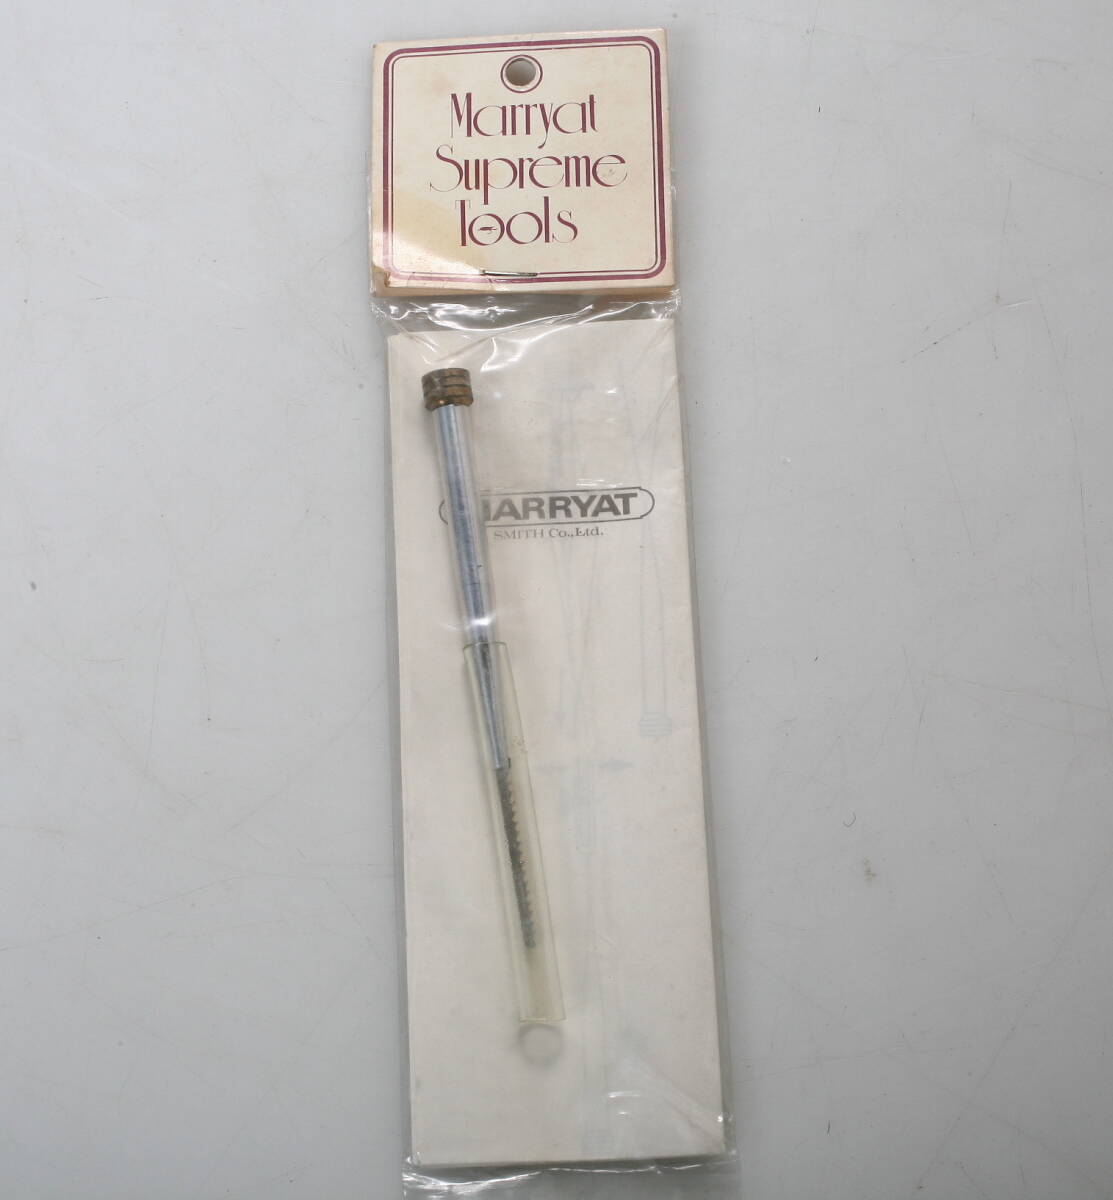 Marryat
Supreme
Tools
MARRYAT
SMITH Co.,Ltd.